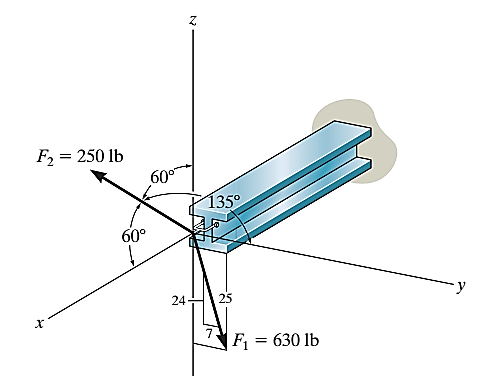 z
F₂ = 250 lb
60°
135°
60°
y
24
25
x
7
F₁ = 630 lb